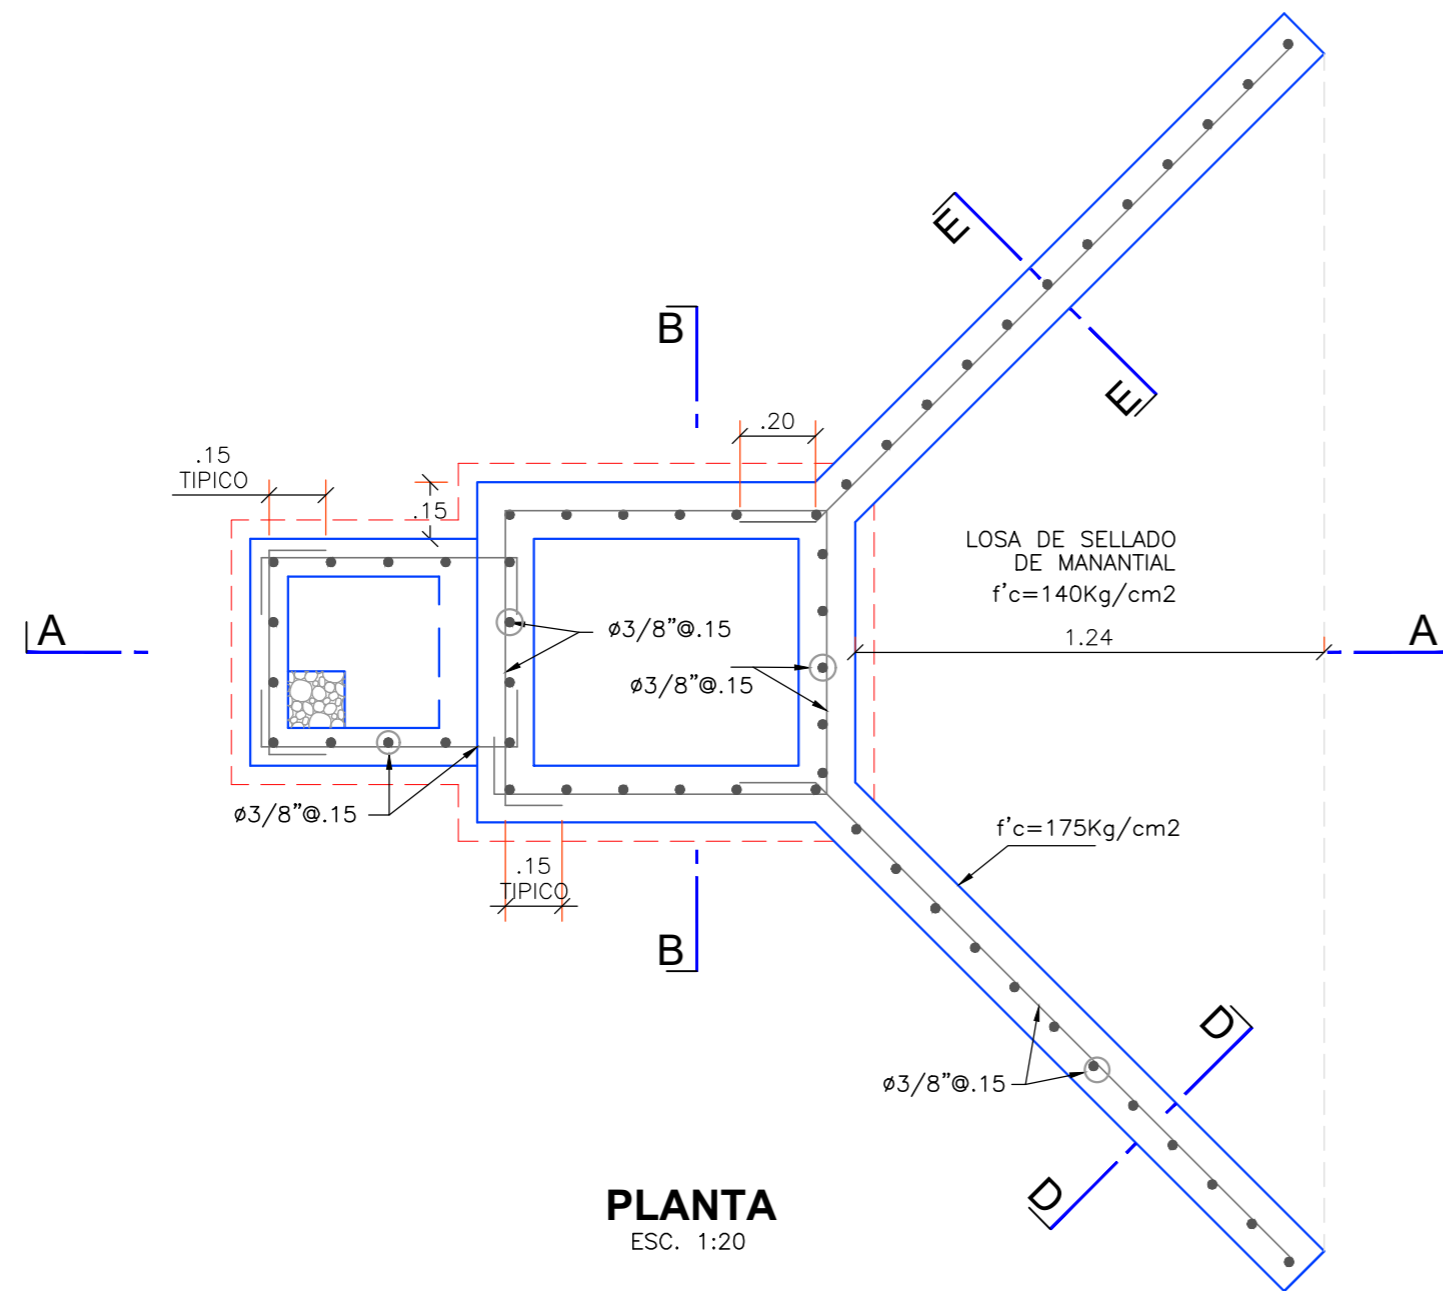 E
B
E
.20
.15
TIPICO
.15
LOSA DE SELLADO
DE MANANTIAL
f'c=140Kg/cm2
A
ø3/8"@.15
1.24
A
ø3/8"@.15
ø3/8"@.15
f'c=175Kg/cm2
.15
TIPICO
B
D
ø3/8"@.15
D
PLANTA
ESC. 1:20